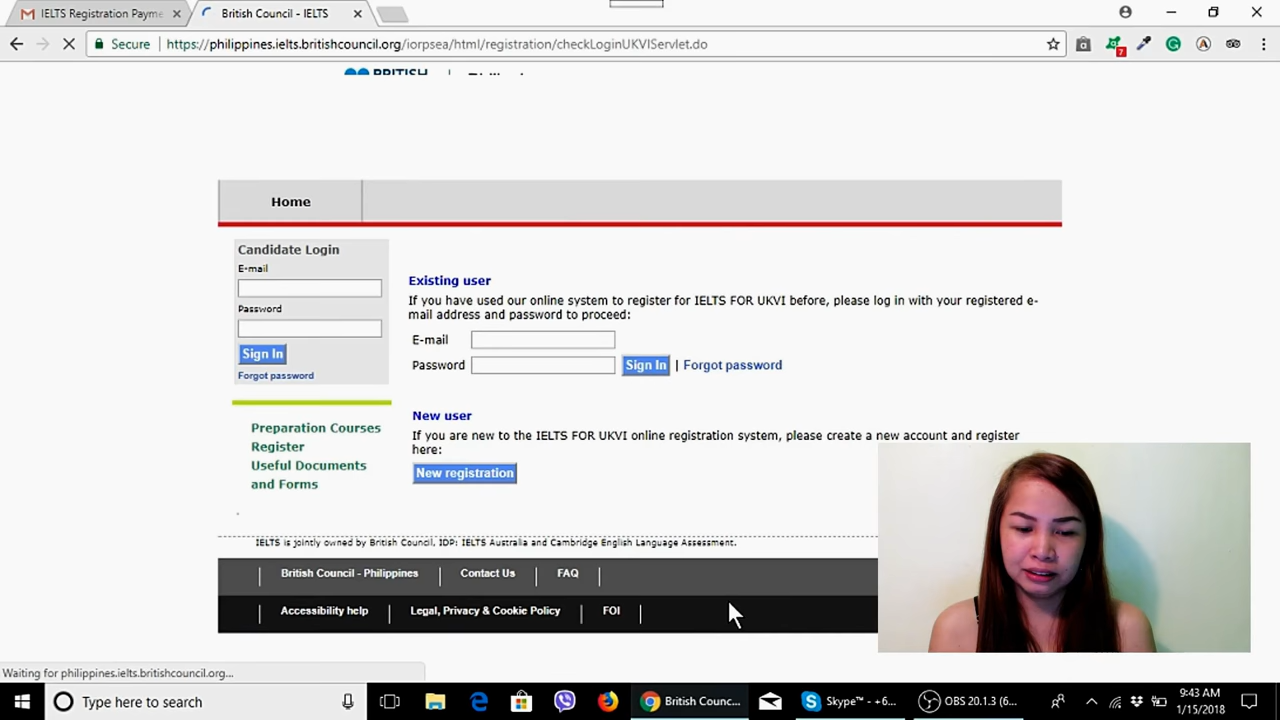 IELTS Registration Payme
British Council - IELTS
Secure
https://philippines.ielts.britishcouncil.org/iorpsea/html/registration/checkLoginUKVIServlet.do
7
BRITISH
Home
Candidate Login
E-mail
Password
Sign In
Forgot password
Preparation Courses
Register
Useful Documents
and Forms
Existing user
If you have used our online system to register for IELTS FOR UKVI before, please log in with your registered e-
mail address and password to proceed:
E-mail
Password
Sign In | Forgot password
New user
If you are new to the IELTS FOR UKVI online registration system, please create a new account and register
here:
New registration
IELTS is jointly owned by British Council, IDP: IELTS Australia and Cambridge English Language Assessment.
British Council - Philippines
Contact Us
FAQ
Accessibility help
Legal, Privacy & Cookie Policy
FOI
Waiting for philippines.ielts.britishcouncil.org...
Type here to search
British Counc...
Skype™ - +6...
OBS 20.1.3 (6...
9:43 AM
1/15/2018